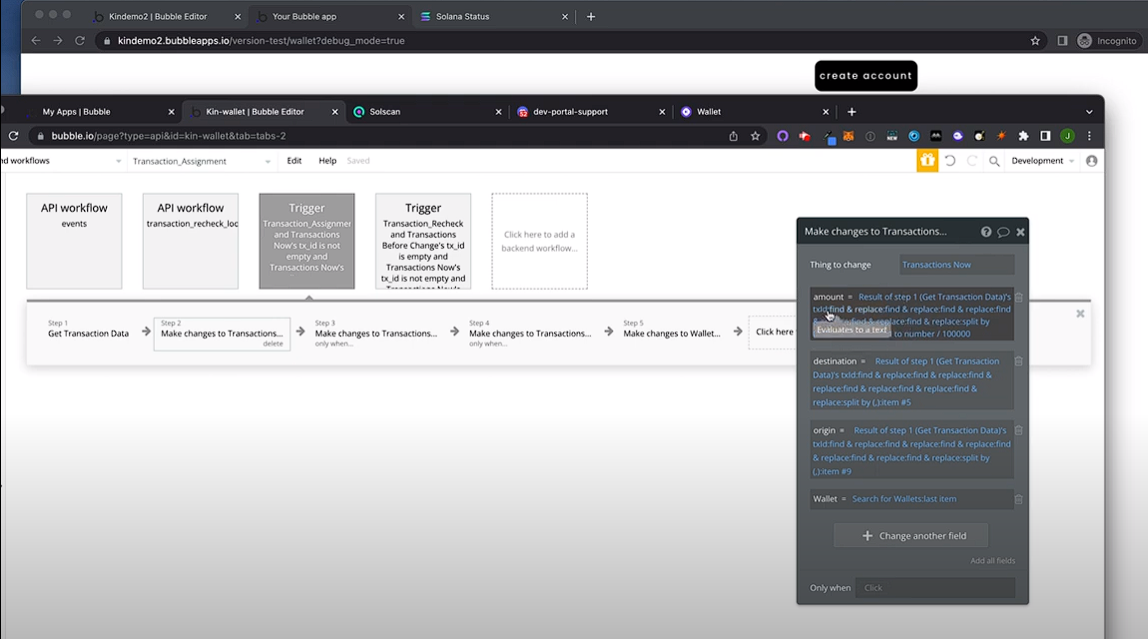 Kindemo2 | Bubble Editor
Your Bubble app
Solana Status
kindemo2.bubbleapps.io/version-test/wallet?debug_mode=true
Incognito
create account
My Apps | Bubble
Kin-wallet | Bubble Editor
Solscan
dev-portal-support
Wallet
bubble.io/page?type=api&id=kin-wallet&tab=tabs-2
J
nd workflows
Transaction_Assignment
Edit
Help
Saved
Development
API workflow
events
API workflow
transaction_recheck_loc
Trigger
Transaction_Assignmen
and Transactions
Now's tx_id is not
empty and
Transactions Now's
Trigger
Transaction_Recheck
and Transactions
Before Change's tx_id
is empty and
Transactions Now's
tx_id is not empty and
Transactions Now's
Click here to add a
backend workflow...
Step 1
Get Transaction Data
Step 2
Make changes to Transactions...
delete
Step 3
Make changes to Transactions...
only when...
Step 4
Make changes to Transactions...
only when...
Step 5
Make changes to Wallet...
Click here
Make changes to Transactions...
Thing to change
Transactions Now
amount = Result of step 1 (Get Transaction Data)'s
txId:find & replace:find & replace:find & replace:find
& replace:find & replace:split by
Evaluates to a text
to number / 100000
destination = Result of step 1 (Get Transaction
Data)'s txId:find & replace:find & replace:find &
replace:find & replace:find & replace:find &
replace:split by (,):item #5
origin = Result of step 1 (Get Transaction Data)'s
txId:find & replace:find & replace:find & replace:find
& replace:find & replace:find & replace:split by
(,):item #9
Wallet = Search for Wallets:last item
Change another field
Add all fields
Only when
Click